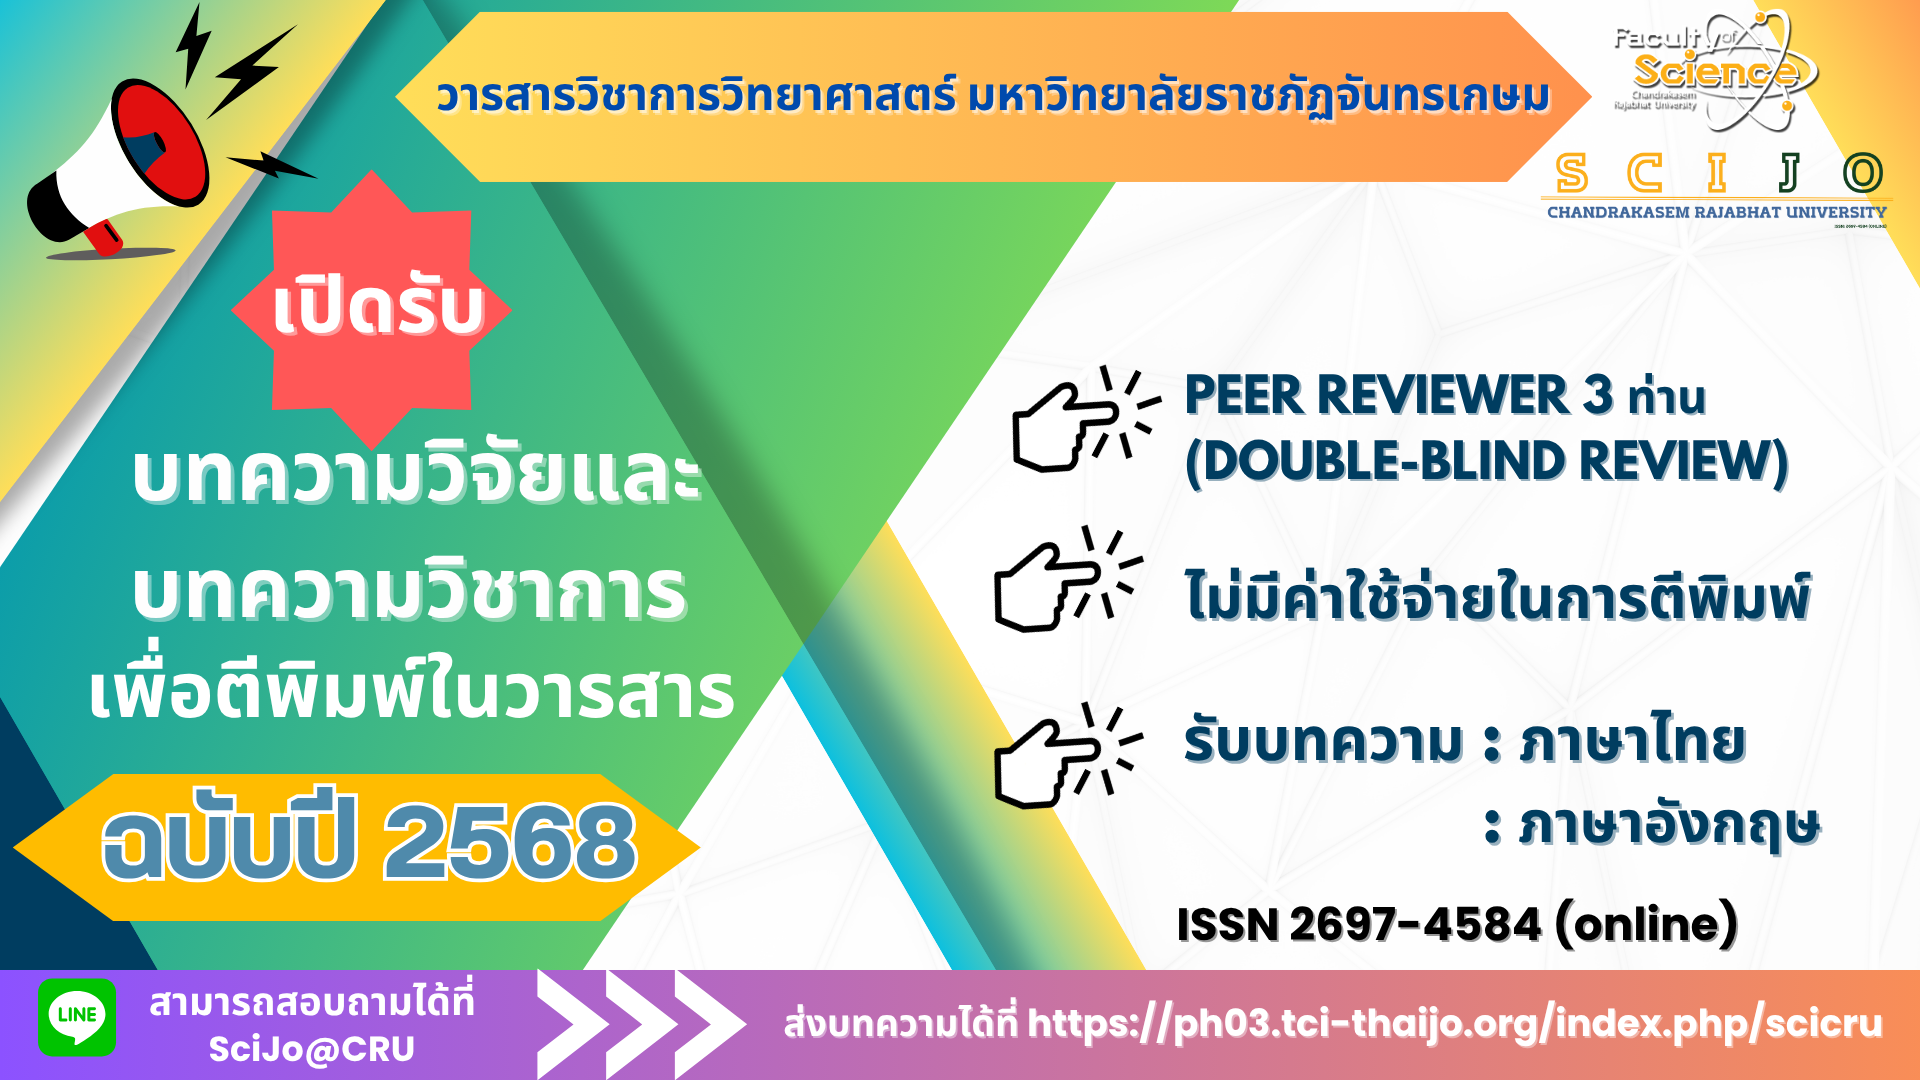 วารสารวิชาการวิทยาศาสตร์ มหาวิทยาลัยราชภัฏจันทรเกษม
Faculty of
Science
Chandrakasem
Rajabhat University
SCIJO
CHANDRAKASEM RAJABHAT UNIVERSITY
ISSN 2697-4584 (ONLINE)
เปิดรับ
บทความวิจัยและ
บทความวิชาการ
เพื่อตีพิมพ์ในวารสาร
ฉบับปี 2568
PEER REVIEWER 3 ท่าน
(DOUBLE-BLIND REVIEW)
ไม่มีค่าใช้จ่ายในการตีพิมพ์
รับบทความ : ภาษาไทย
: ภาษาอังกฤษ
ISSN 2697-4584 (online)
LINE
สามารถสอบถามได้ที่
SciJo@CRU
ส่งบทความได้ที่ https://ph03.tci-thaijo.org/index.php/scicru